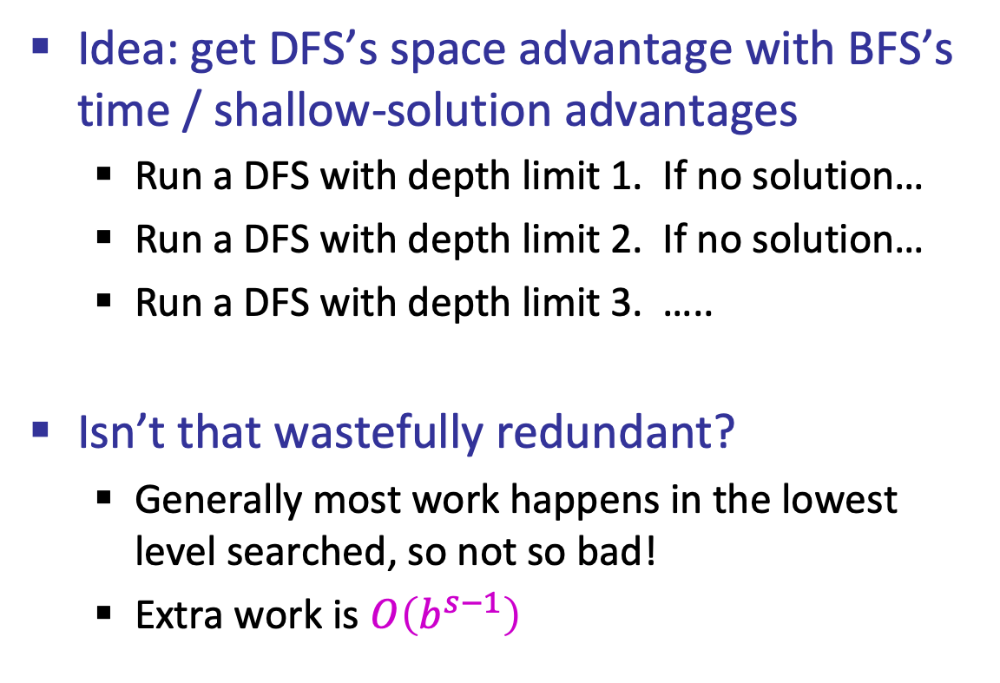 ▪ Idea: get DFS’s space advantage with BFS’s
time / shallow-solution advantages
▪ Run a DFS with depth limit 1.  If no solution…
▪ Run a DFS with depth limit 2.  If no solution…
▪ Run a DFS with depth limit 3.  …..
▪ Isn’t that wastefully redundant?
▪ Generally most work happens in the lowest
level searched, so not so bad!
▪ Extra work is O(b^{s−1})